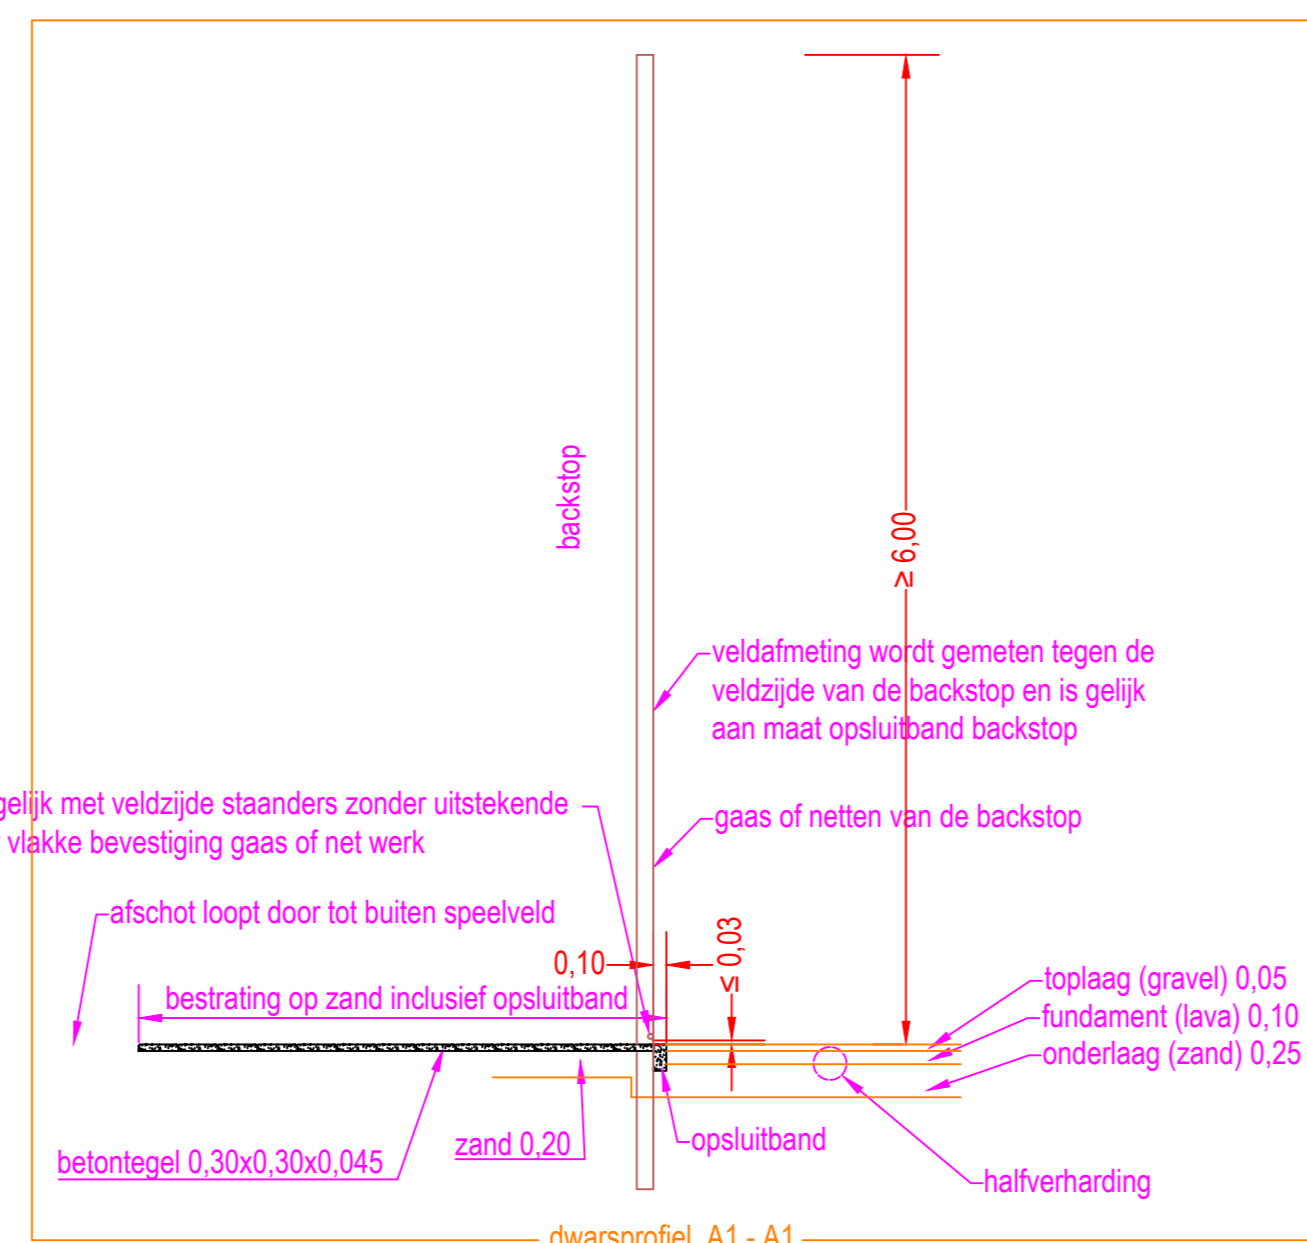 backstop
≥ 6,00
veldafmeting wordt gemeten tegen de
veldzijde van de backstop en is gelijk
aan maat opsluitband backstop
gelijk met veldzijde staanders zonder uitstekende
vlakke bevestiging gaas of net werk
gaas of netten van de backstop
afschot loopt door tot buiten speelveld
0,10
≤ 0,03
bestrating op zand inclusief opsluitband
toplaag (gravel) 0,05
fundament (lava) 0,10
onderlaag (zand) 0,25
betontegel 0,30x0,30x0,045
zand 0,20
opsluitband
halfverharding
dwarsprofiel A1 - A1